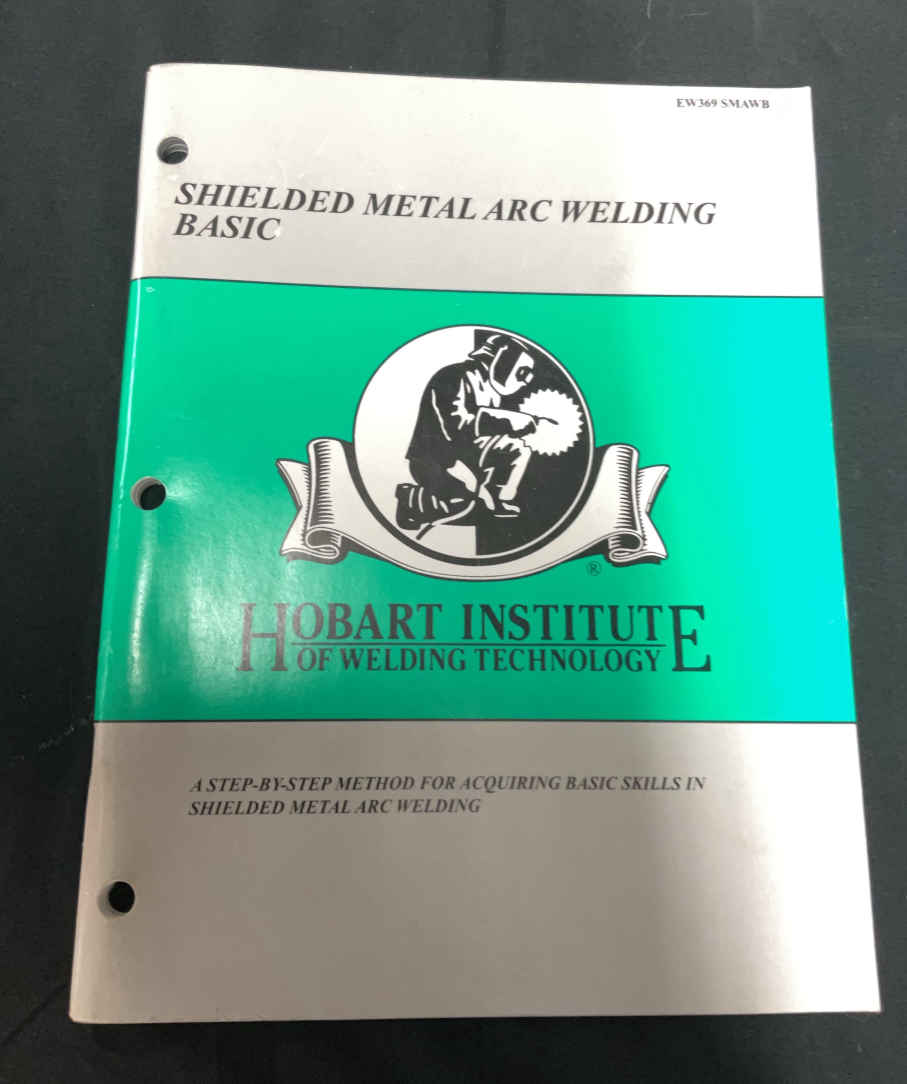 EW369 SMAWB
SHIELDED METAL ARC WELDING
BASIC
®
HOBART INSTITUTE
OF WELDING TECHNOLOGY
A STEP-BY-STEP METHOD FOR ACQUIRING BASIC SKILLS IN
SHIELDED METAL ARC WELDING